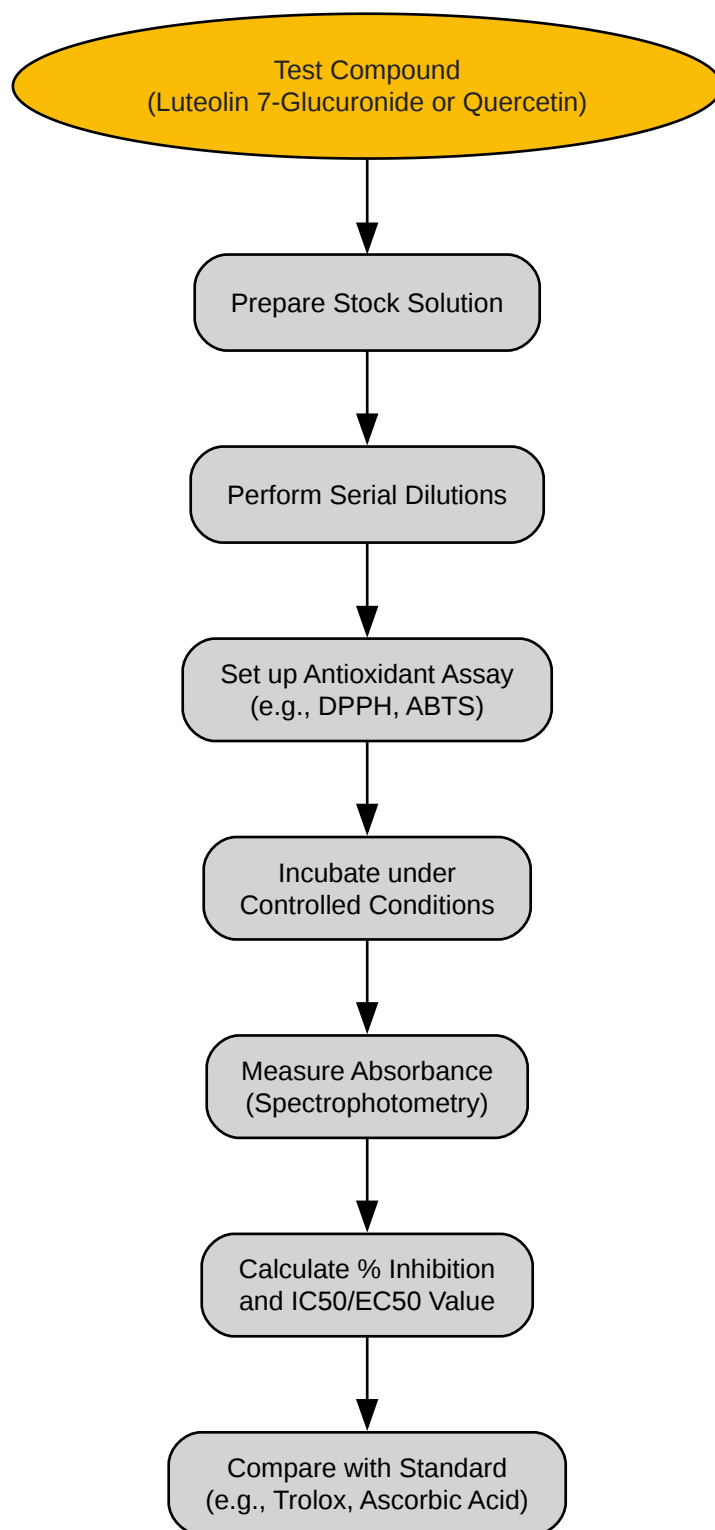 Test Compound
(Luteolin 7-Glucuronide or Quercetin)
Prepare Stock Solution
Perform Serial Dilutions
Set up Antioxidant Assay
(e.g., DPPH, ABTS)
Incubate under
Controlled Conditions
Measure Absorbance
(Spectrophotometry)
Calculate % Inhibition
and IC50/EC50 Value
Compare with Standard
(e.g., Trolox, Ascorbic Acid)